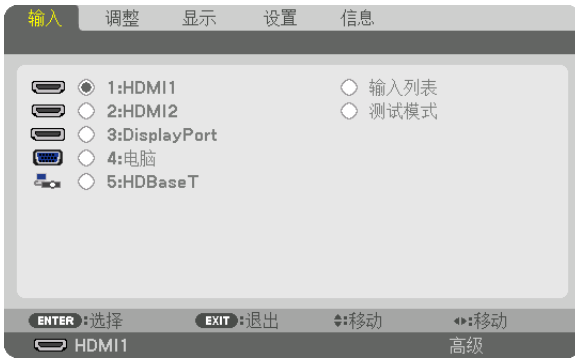 输入 调整 显示 设置 信息
1:HDMI1 输入列表
2:HDMI2 测试模式
3:DisplayPort
4:电脑
5:HDBaseT
ENTER:选择 EXIT:退出 :移动 :移动
HDMI1 高级